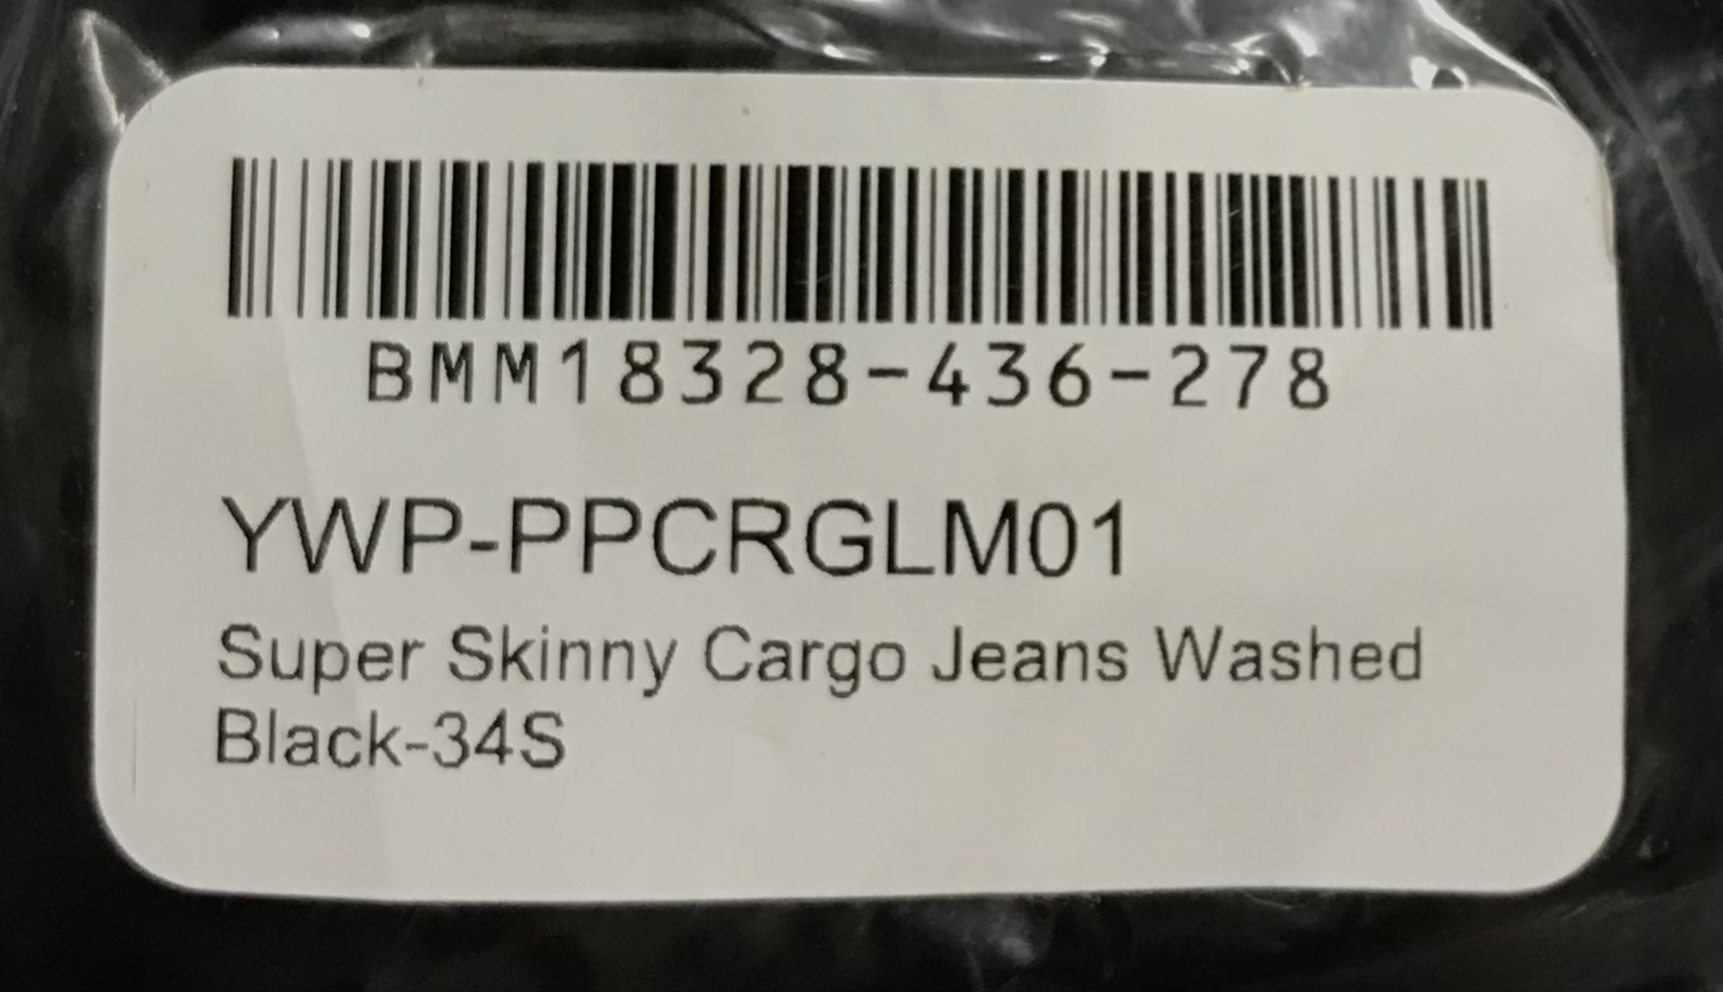 BMM18328-436-278
YWP-PPCRGLM01
Super Skinny Cargo Jeans Washed
Black-34S